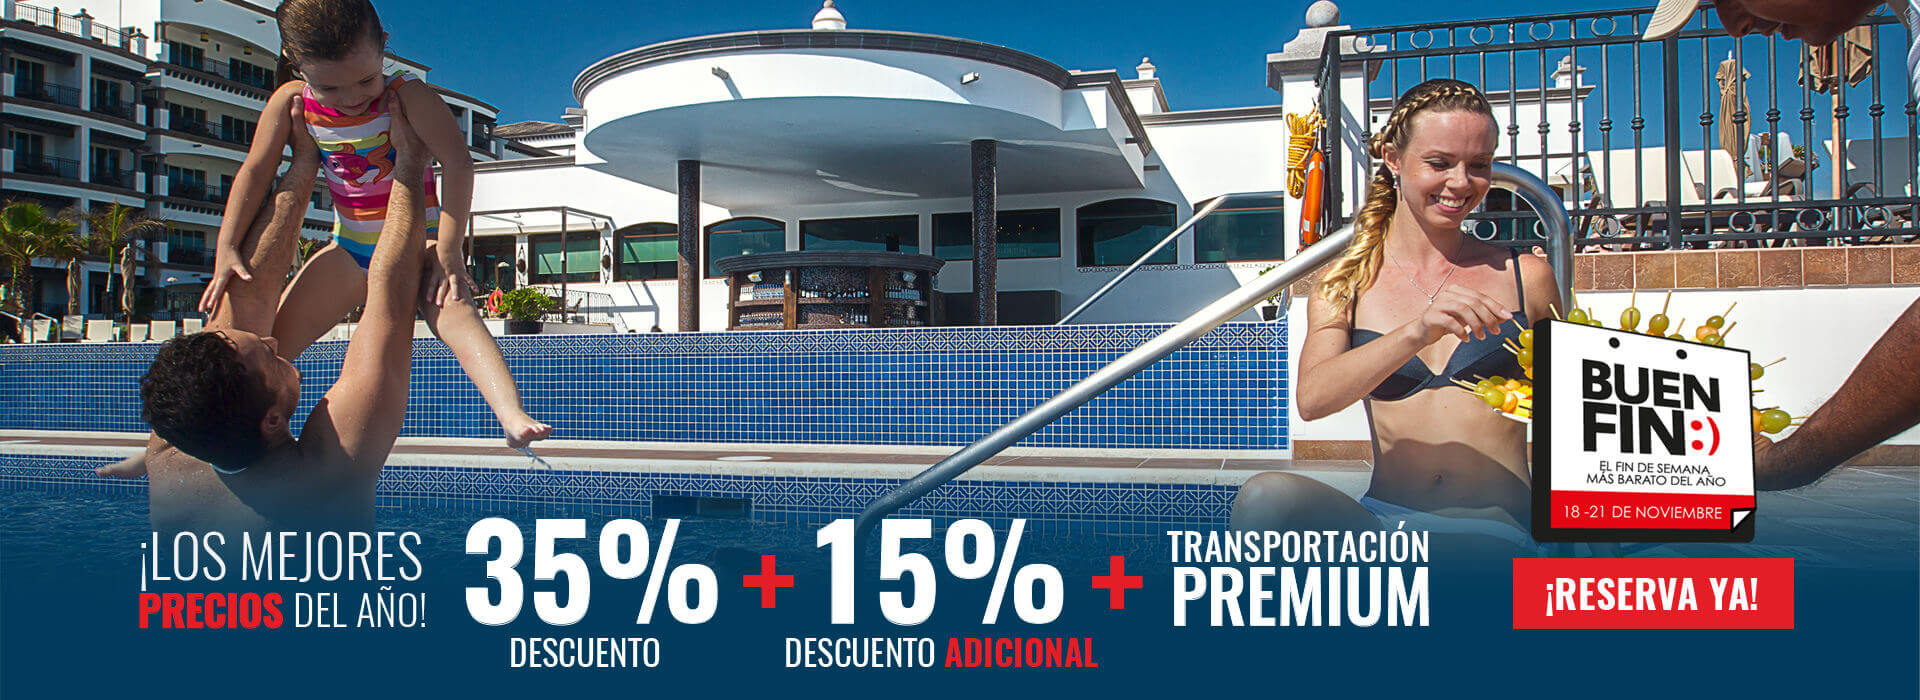 BUEN
FIN:)
EL FIN DE SEMANA
MÁS BARATO DEL AÑO
18 -21 DE NOVIEMBRE
¡LOS MEJORES
PRECIOS DEL AÑO!
35%
DESCUENTO
+
15%
DESCUENTO ADICIONAL
+
TRANSPORTACIÓN
PREMIUM
¡RESERVA YA!